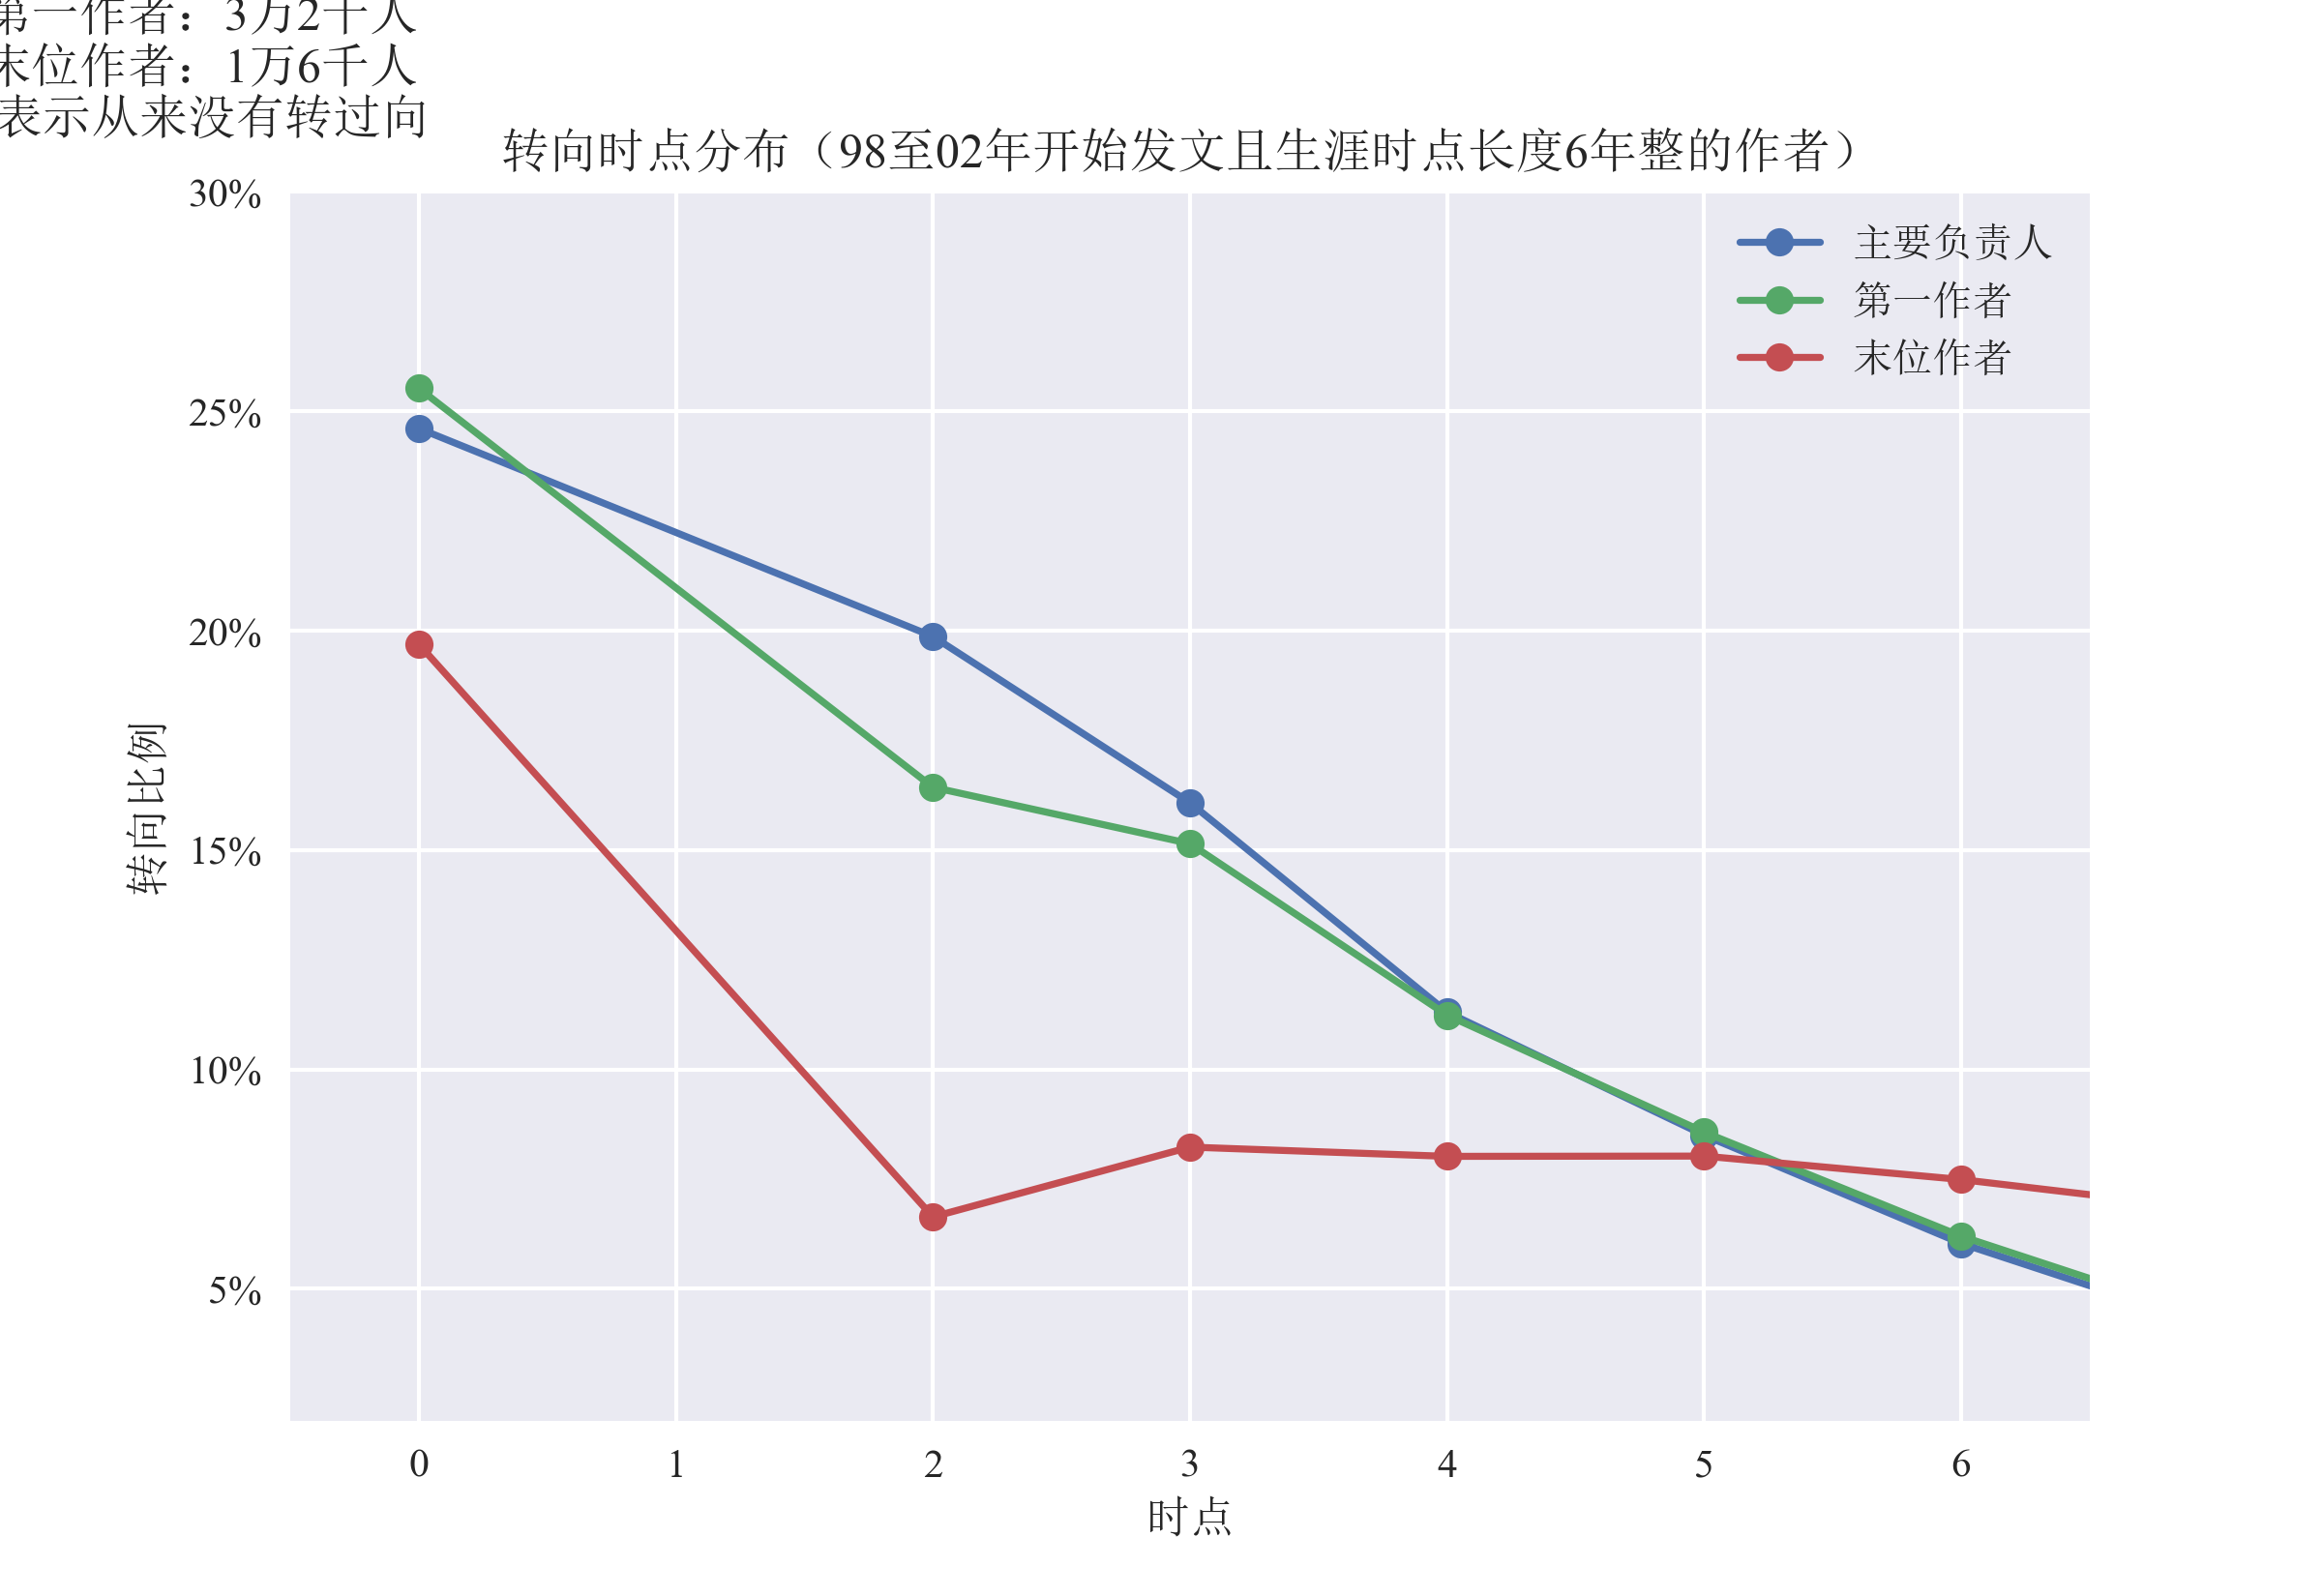 第一作者：3万2千人
末位作者：1万6千人
表示从来没有转过向
转向时点分布（98至02年开始发文且生涯时点长度6年整的作者）
30%
25%
20%
15%
10%
5%
转向比例
主要负责人
第一作者
末位作者
0 1 2 3 4 5 6
时点